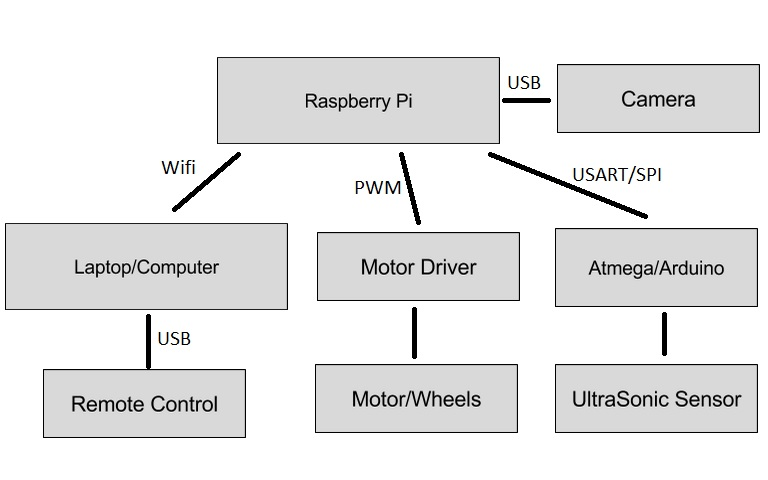 USB
Raspberry Pi
Camera
Wifi
PWM
USART/SPI
Laptop/Computer
Motor Driver
Atmega/Arduino
USB
Remote Control
Motor/Wheels
UltraSonic Sensor